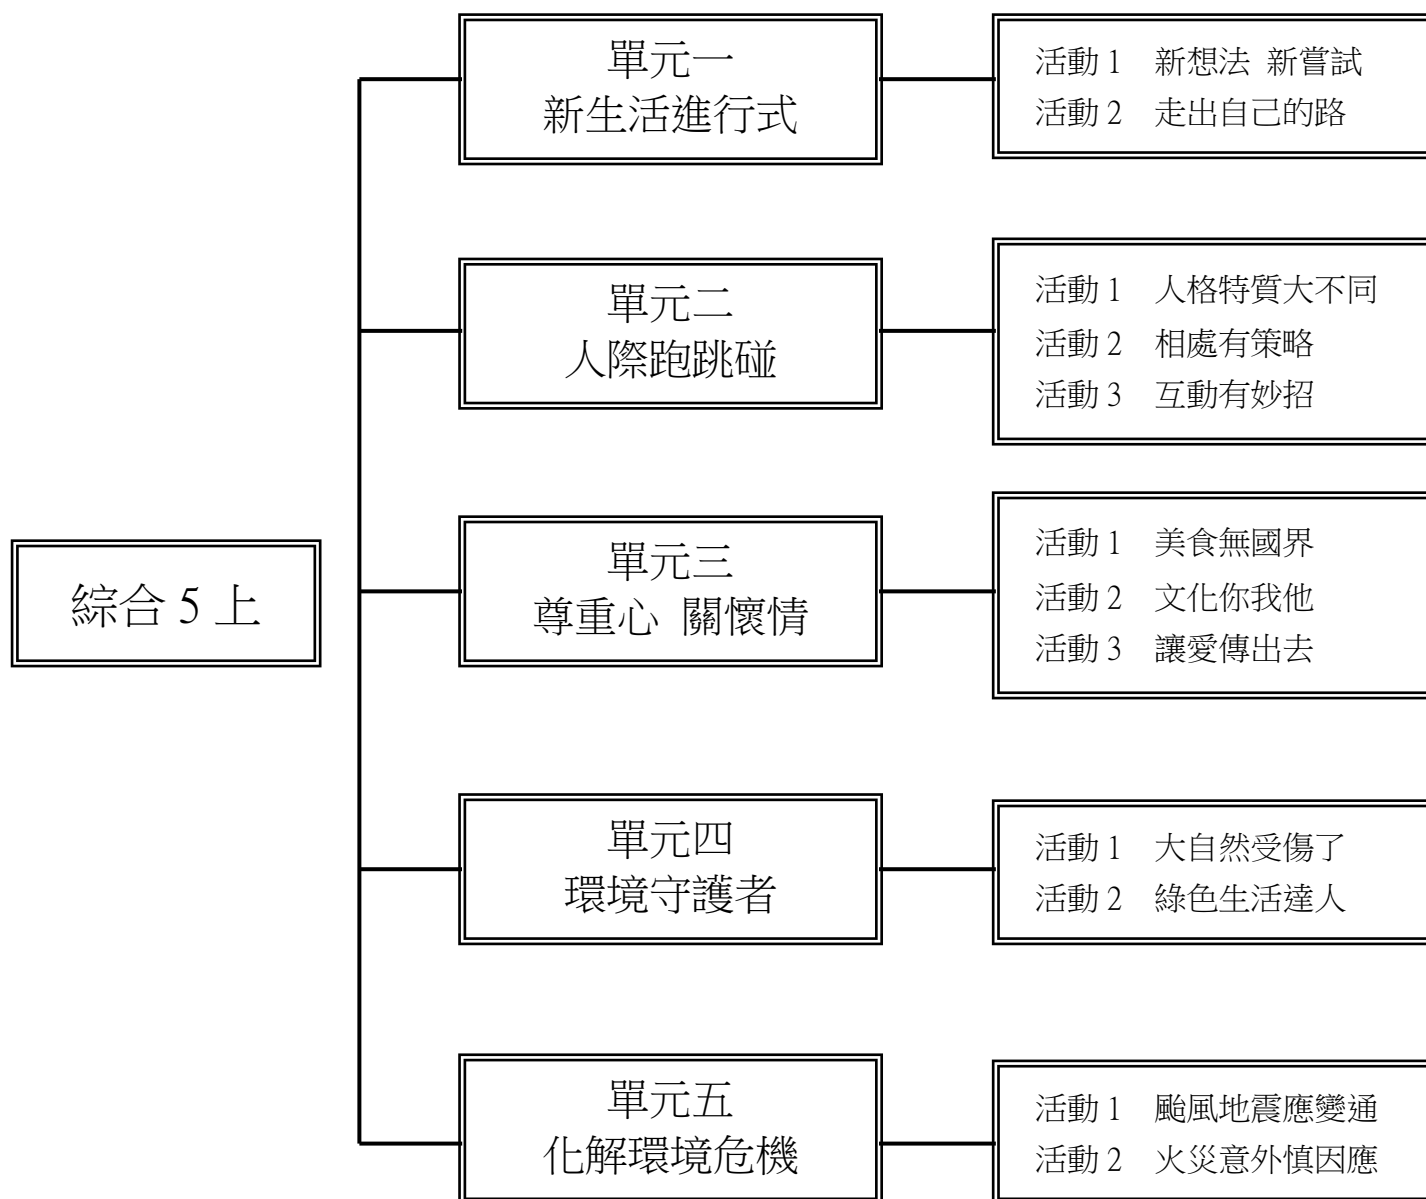 綜合 5 上
單元一
新生活進行式
活動 1 新想法 新嘗試
活動 2 走出自己的路
單元二
人際跑跳碰
活動 1 人格特質大不同
活動 2 相處有策略
活動 3 互動有妙招
單元三
尊重心 關懷情
活動 1 美食無國界
活動 2 文化你我他
活動 3 讓愛傳出去
單元四
環境守護者
活動 1 大自然受傷了
活動 2 綠色生活達人
單元五
化解環境危機
活動 1 颱風地震應變通
活動 2 火災意外慎因應